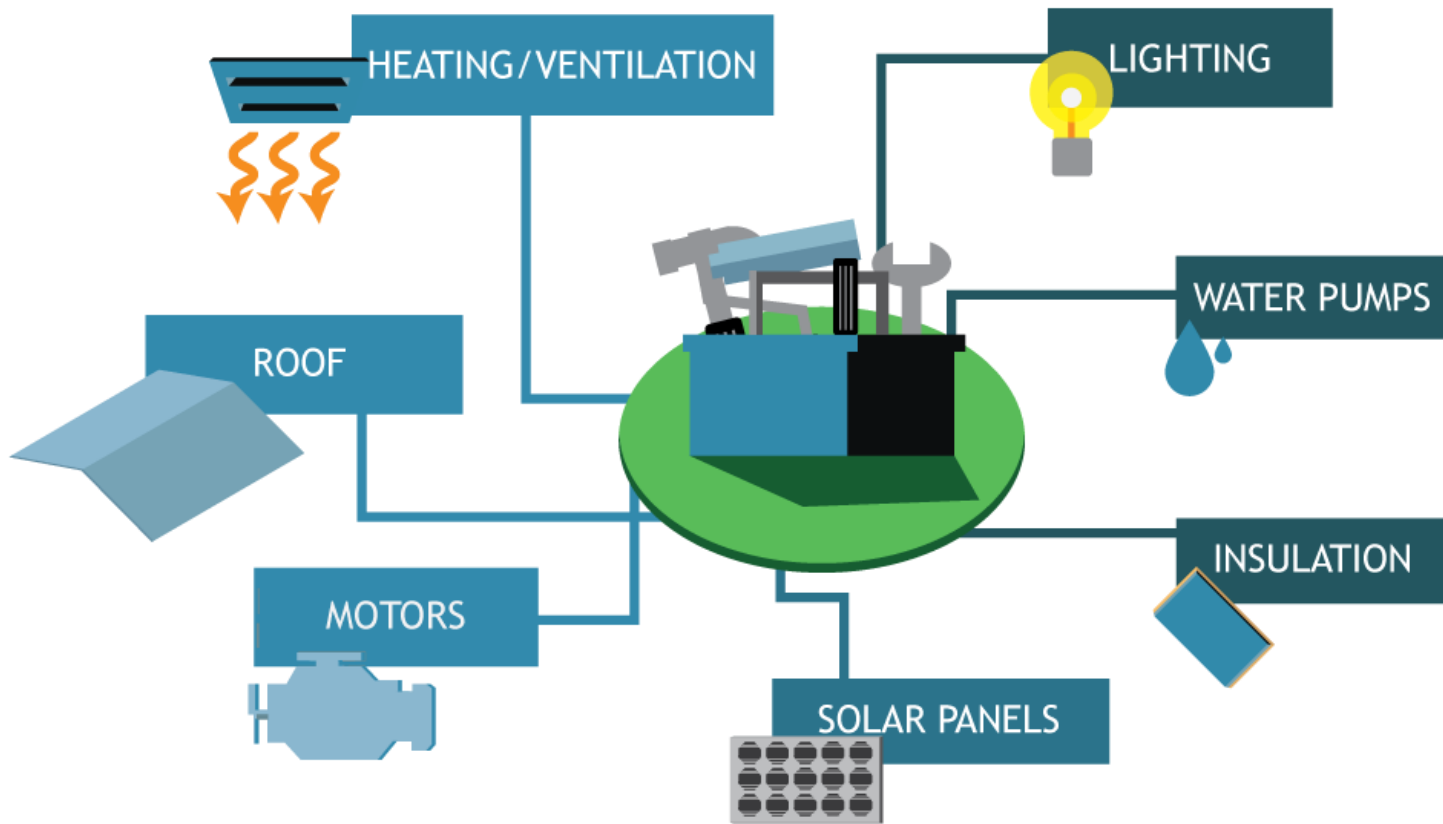 HEATING/VENTILATION
LIGHTING
WATER PUMPS
ROOF
INSULATION
MOTORS
SOLAR PANELS